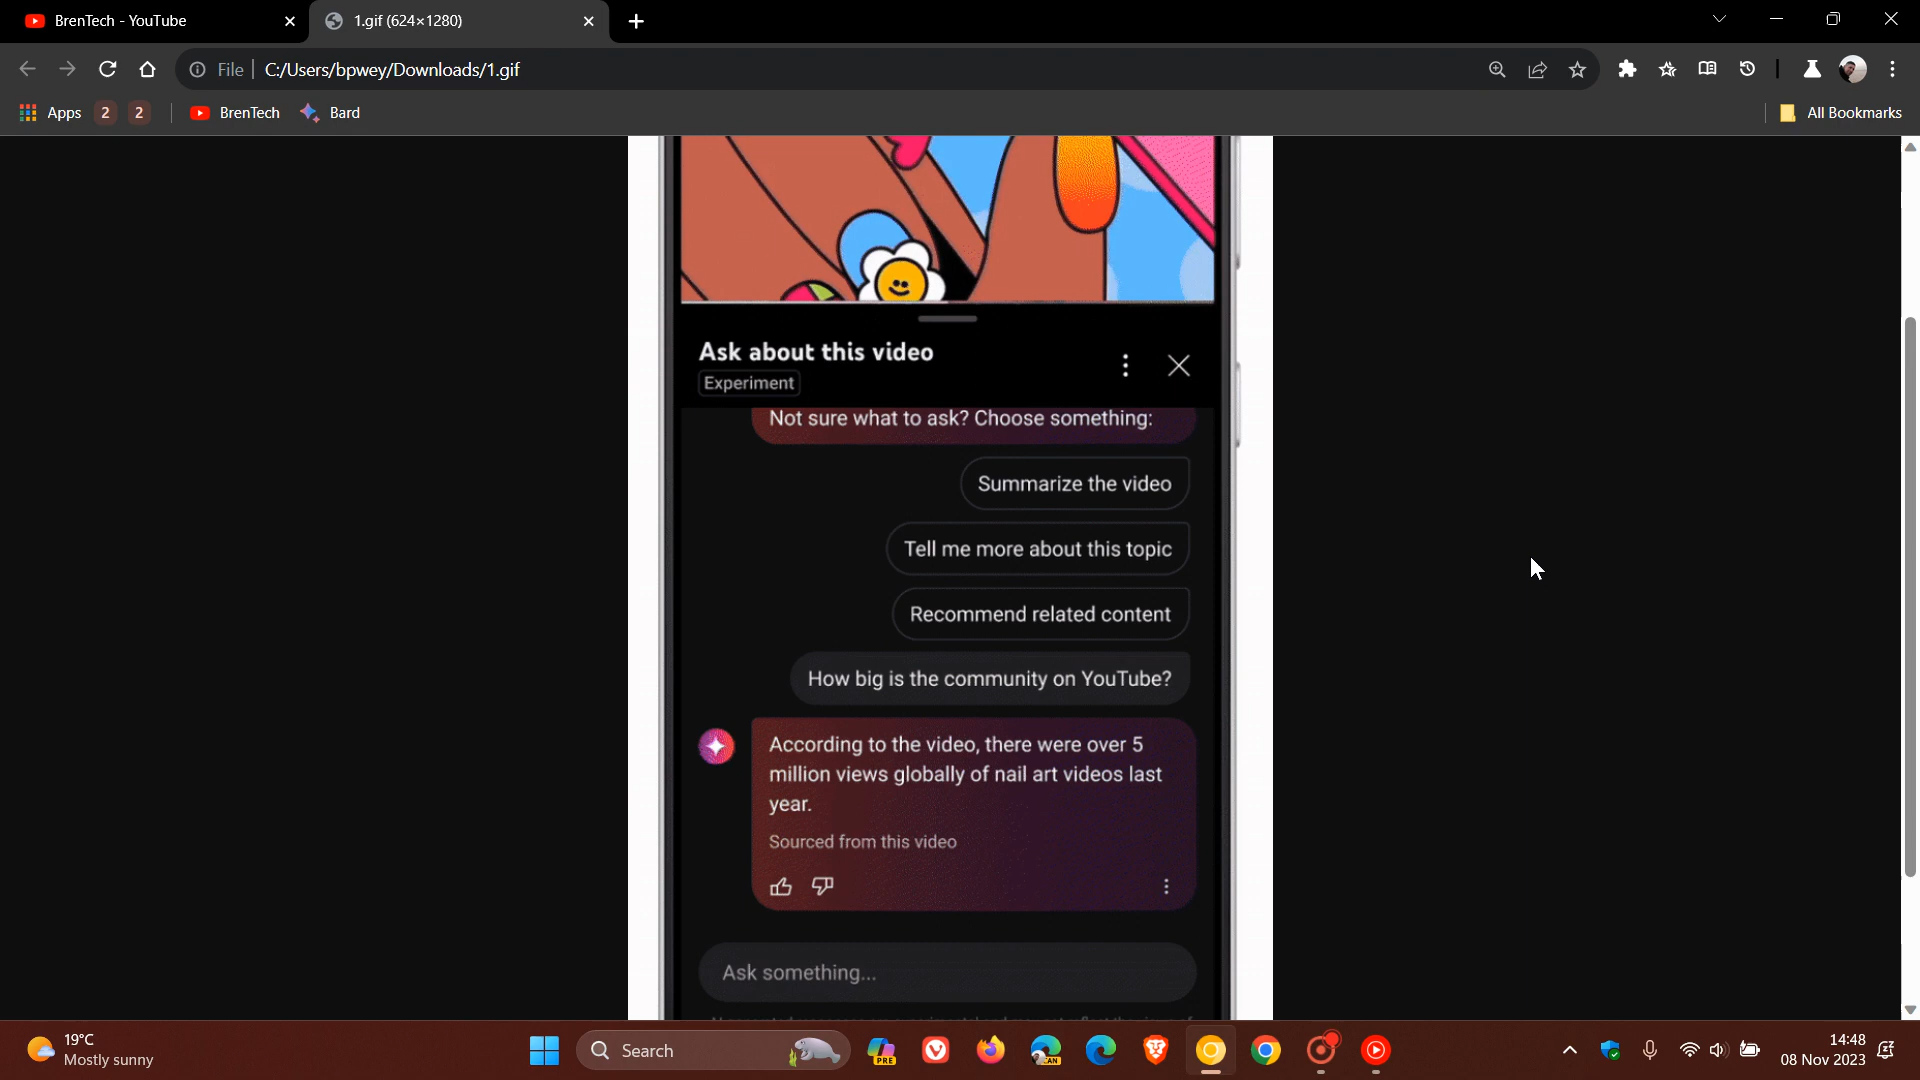 BrenTech - YouTube
1.gif (624×1280)
File
C:/Users/bpwey/Downloads/1.gif
Apps
2
2
BrenTech
Bard
All Bookmarks
Ask about this video
Experiment
Not sure what to ask? Choose something:
Summarize the video
Tell me more about this topic
Recommend related content
How big is the community on YouTube?
According to the video, there were over 5
million views globally of nail art videos last
year.
Sourced from this video
Ask something...
19°C
Mostly sunny
Search
PRE
CAN
14:48
08 Nov 2023